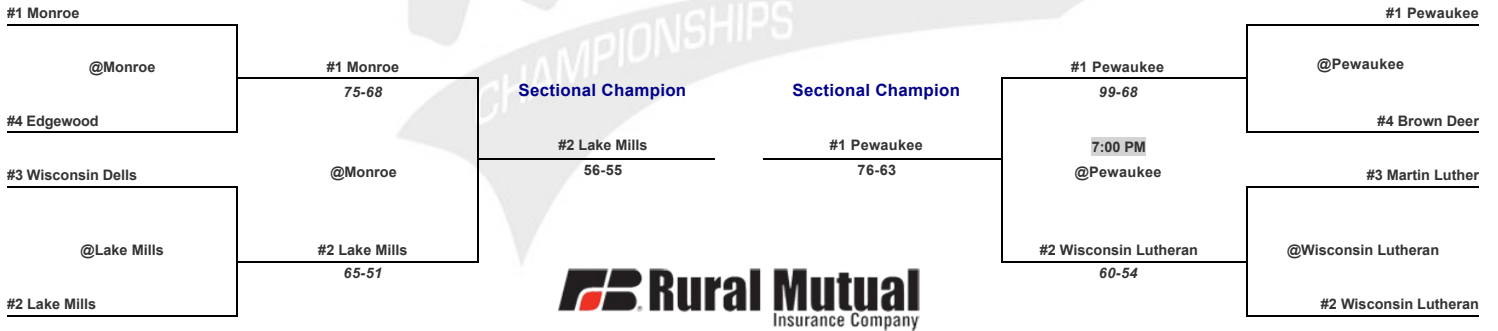 #1 Monroe
@Monroe
#4 Edgewood
#3 Wisconsin Dells
@Lake Mills
#2 Lake Mills
#1 Monroe
75-68
@Monroe
#2 Lake Mills
65-51
Sectional Champion
#2 Lake Mills
56-55
CHAMPIONSHIPS
Sectional Champion
#1 Pewaukee
76-63
#1 Pewaukee
99-68
7:00 PM
@Pewaukee
#2 Wisconsin Lutheran
60-54
#1 Pewaukee
@Pewaukee
#4 Brown Deer
#3 Martin Luther
@Wisconsin Lutheran
#2 Wisconsin Lutheran
Rural Mutual
Insurance Company